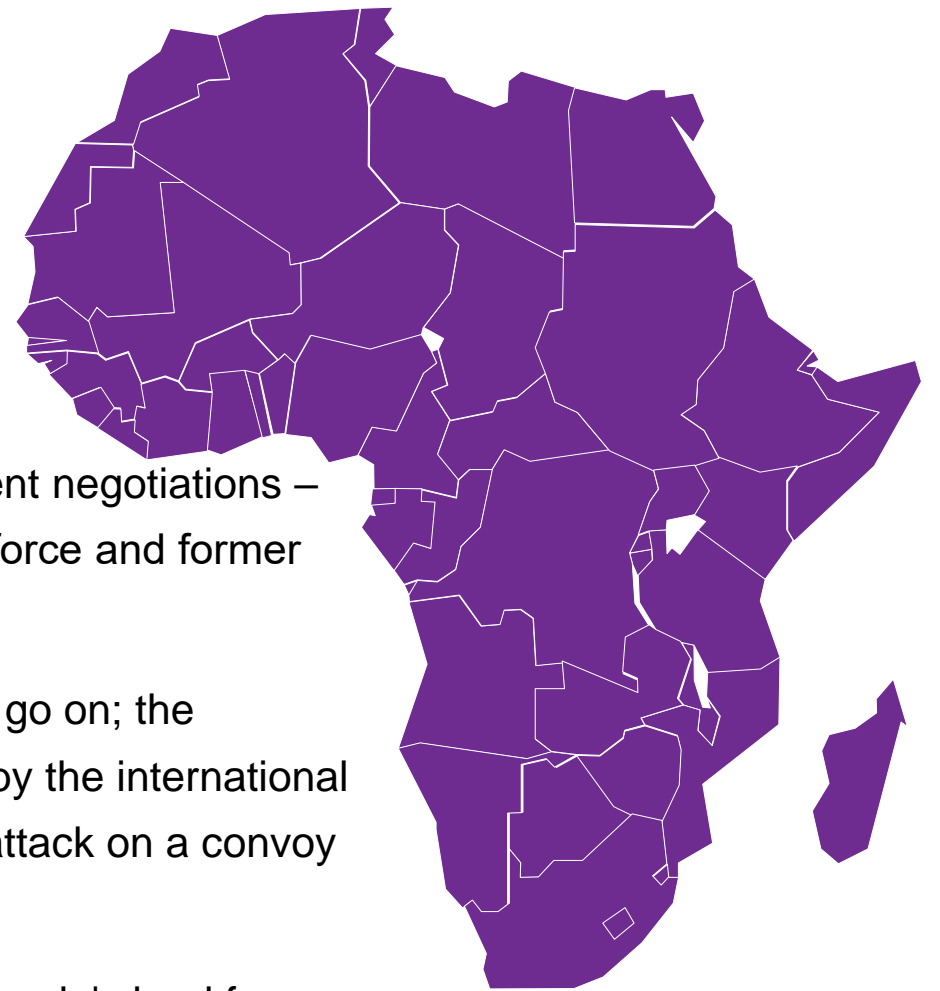 ent negotiations –
force and former
go on; the
by the international
attack on a convoy